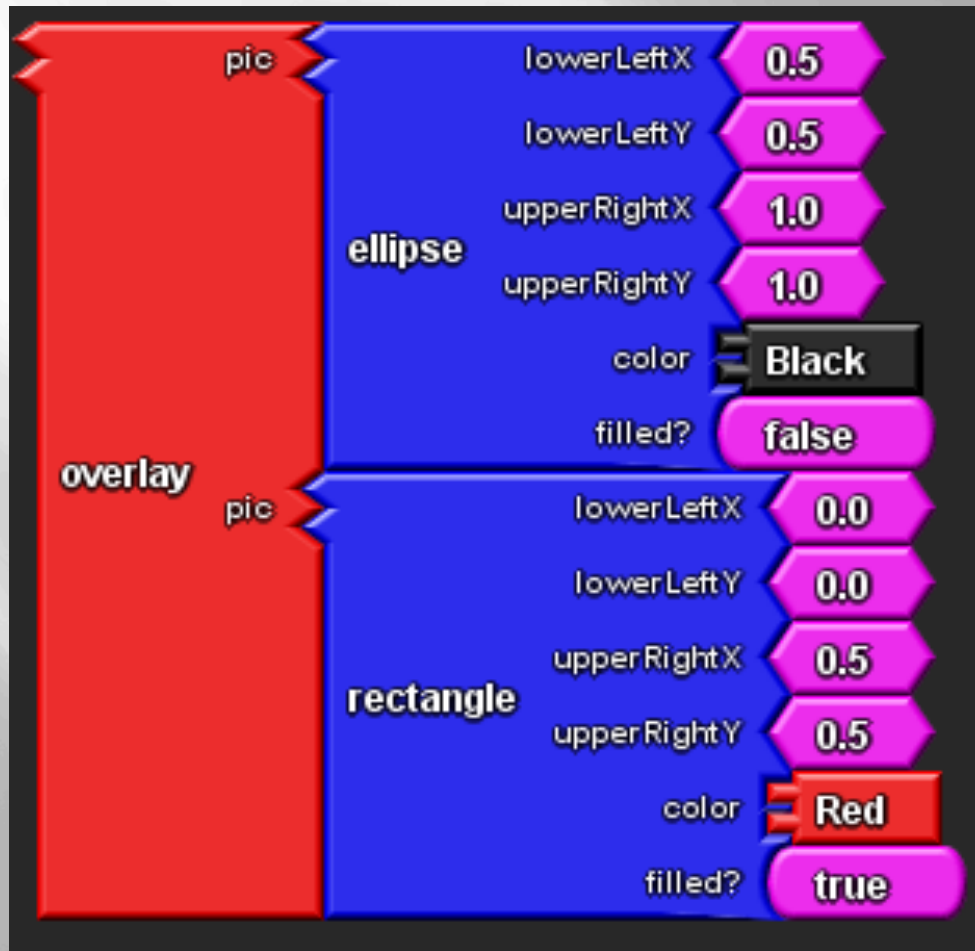 pic lowerLeftX 0.5
lowerLeftY 0.5
upperRightX 1.0
ellipse
upperRightY 1.0
color Black
filled? false
overlay
pic lowerLeftX 0.0
lowerLeftY 0.0
upperRightX 0.5
rectangle
upperRightY 0.5
color Red
filled? true